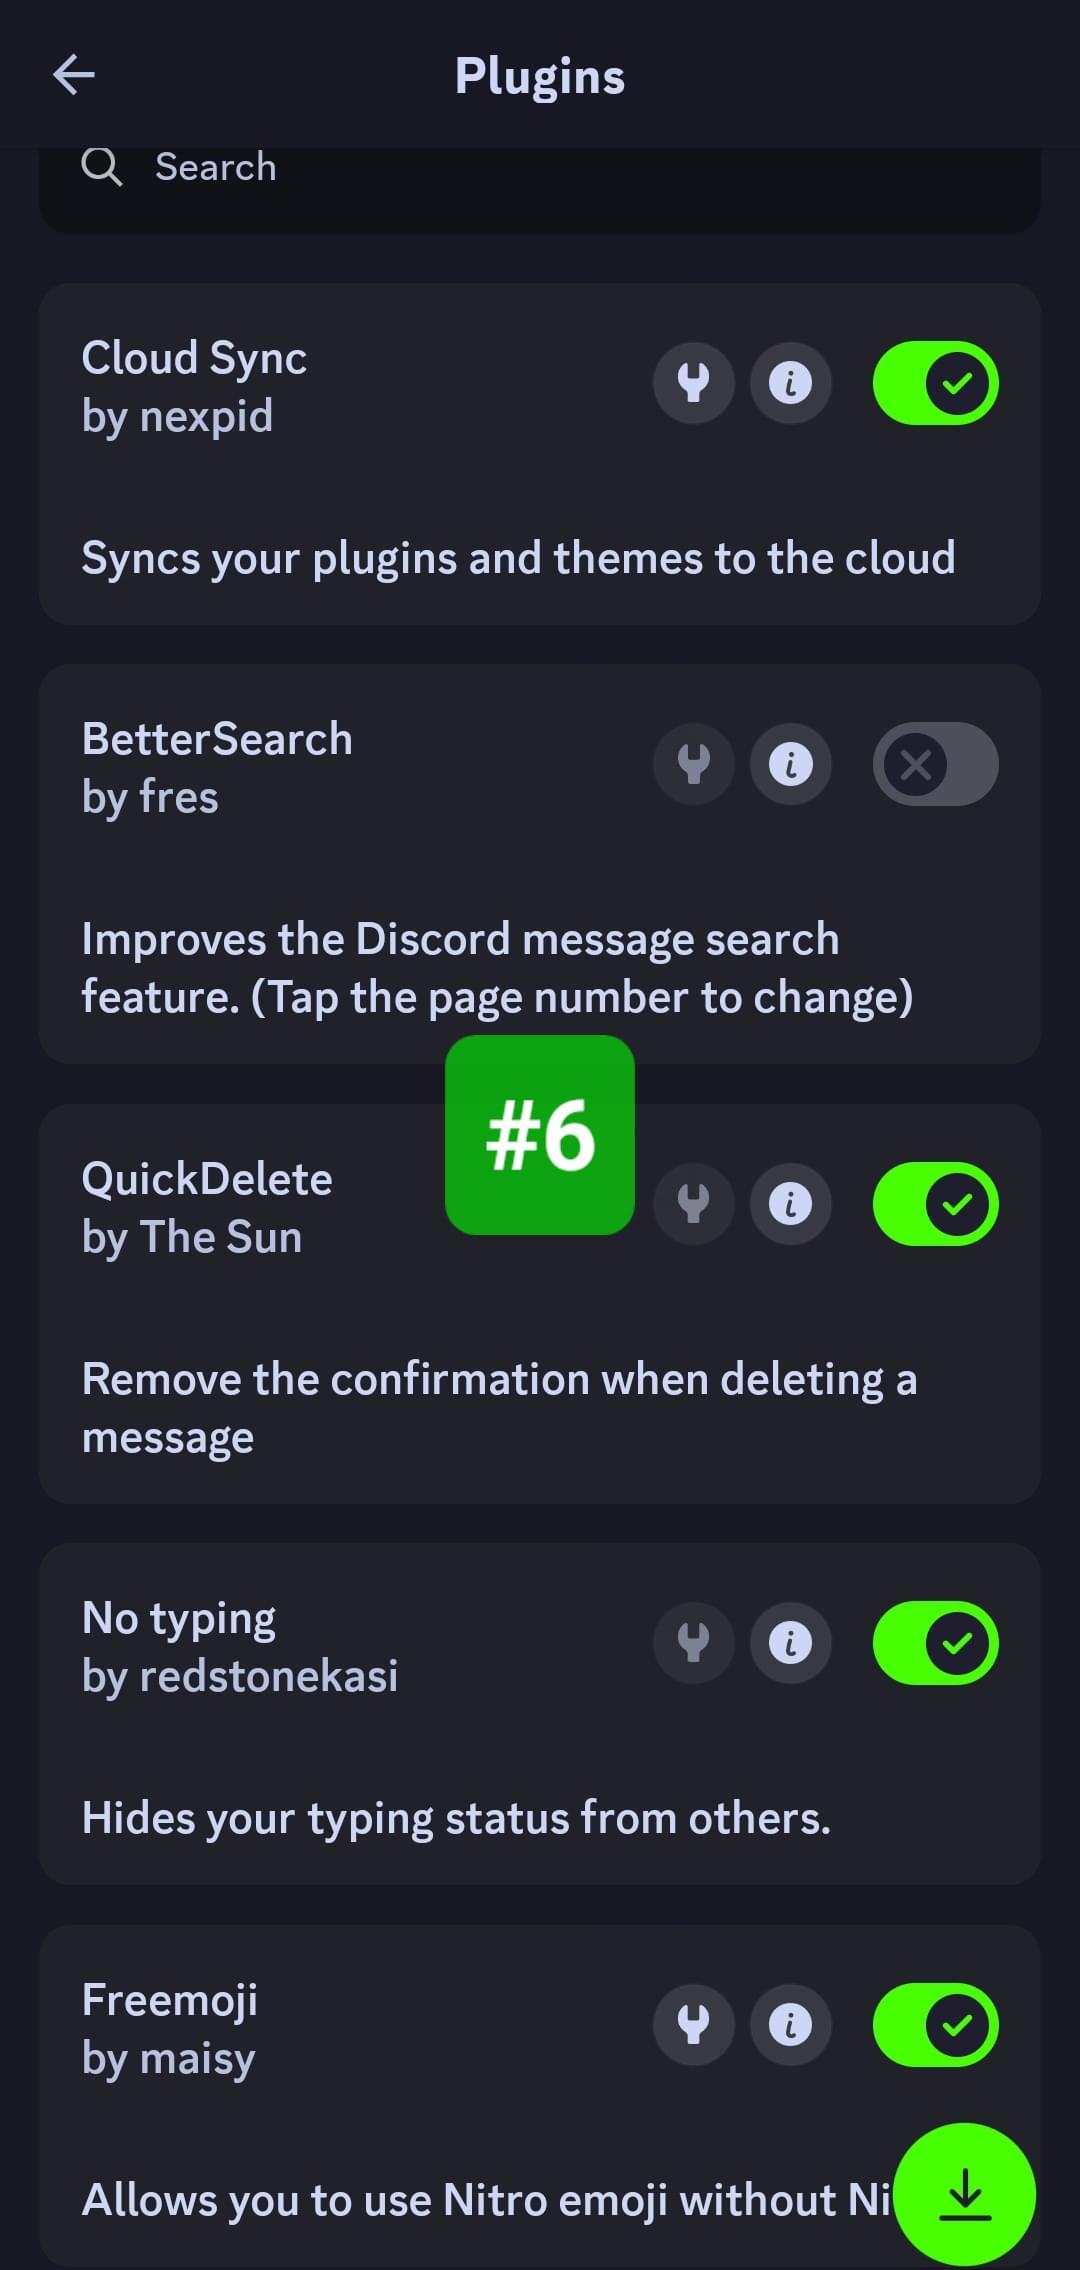 Plugins
Search
Cloud Sync
by nexpid
Syncs your plugins and themes to the cloud
BetterSearch
by fres
Improves the Discord message search
feature. (Tap the page number to change)
#6
QuickDelete
by The Sun
Remove the confirmation when deleting a
message
No typing
by redstonekasi
Hides your typing status from others.
Freemoji
by maisy
Allows you to use Nitro emoji without